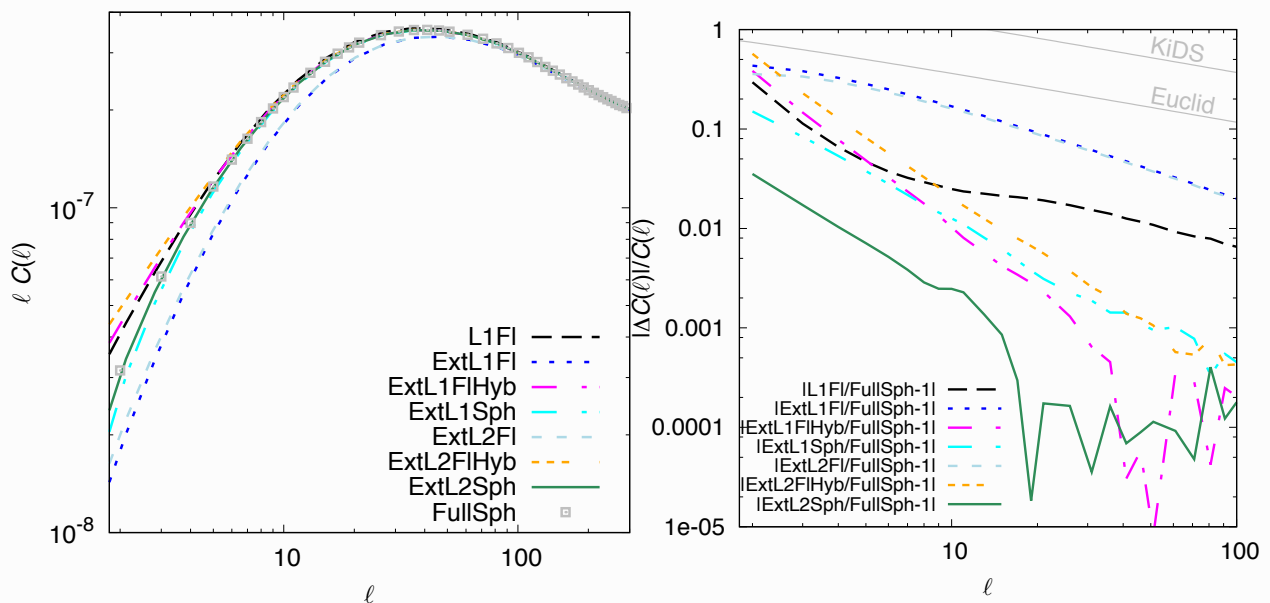 10⁻⁷
10⁻⁸
ℓ C(ℓ)
10
100
ℓ
L1Fl
ExtL1Fl
ExtL1FlHyb
ExtL1Sph
ExtL2Fl
ExtL2FlHyb
ExtL2Sph
FullSph
1
0.1
0.01
0.001
0.0001
1e-05
|ΔC(ℓ)|/C(ℓ)
KiDS
Euclid
|L1Fl/FullSph-1|
|ExtL1Fl/FullSph-1|
|ExtL1FlHyb/FullSph-1|
|ExtL1Sph/FullSph-1|
|ExtL2Fl/FullSph-1|
|ExtL2FlHyb/FullSph-1|
|ExtL2Sph/FullSph-1|
10
100
ℓ